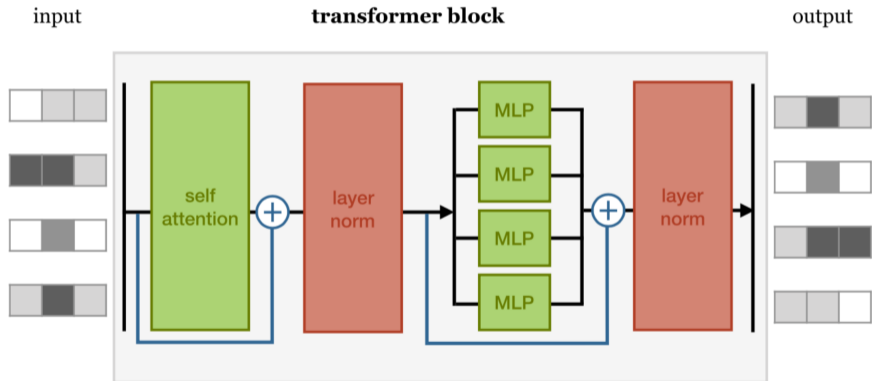 input
transformer block
output
self
attention
layer
norm
MLP
MLP
MLP
MLP
layer
norm